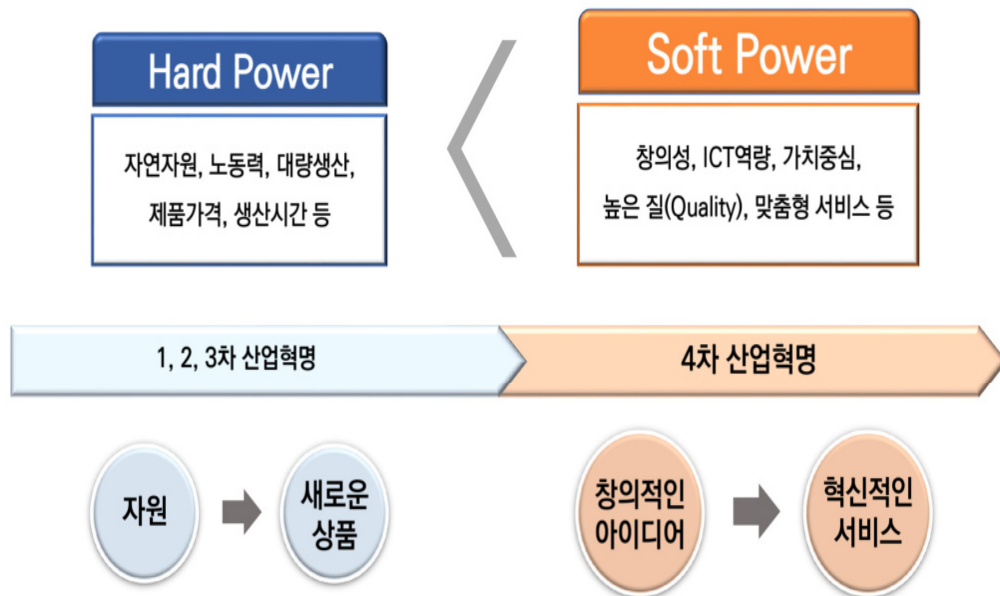 Hard Power
자연자원, 노동력, 대량생산,
제품가격, 생산시간 등
Soft Power
창의성, ICT역량, 가치중심,
높은 질(Quality), 맞춤형 서비스 등
1, 2, 3차 산업혁명
4차 산업혁명
자원
새로운
상품
창의적인
아이디어
혁신적인
서비스